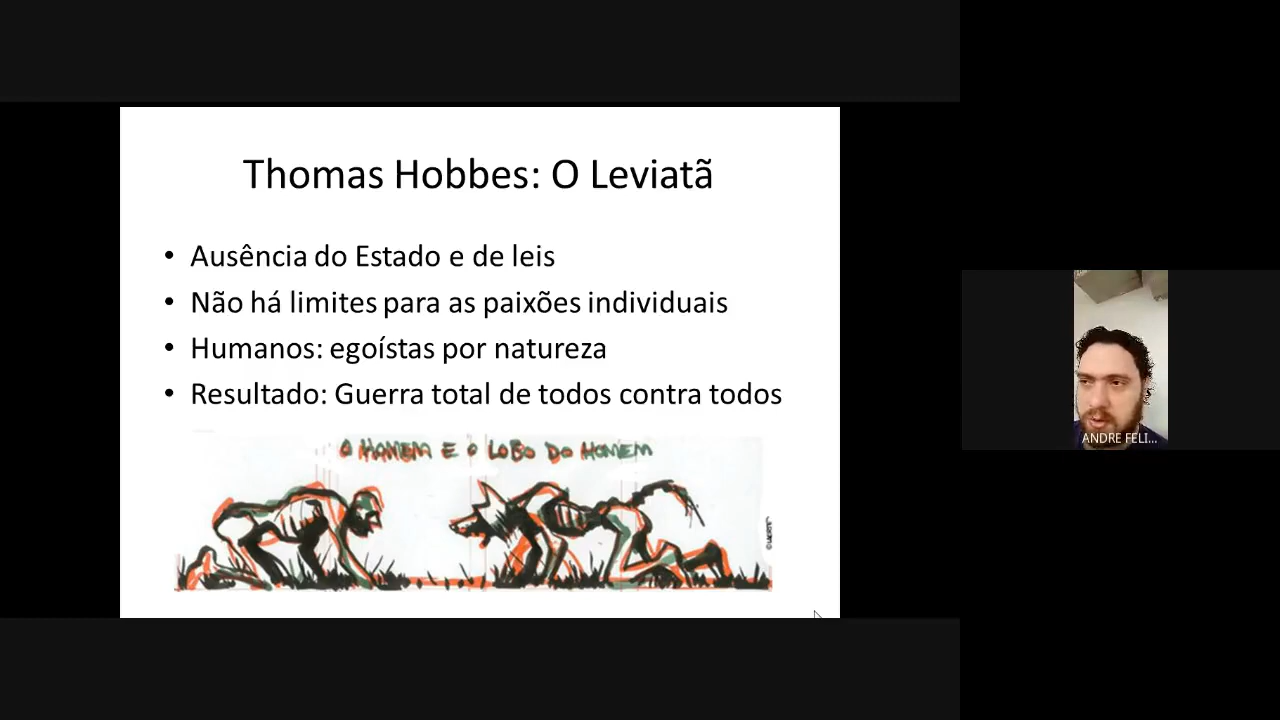 Thomas Hobbes: O Leviatã
• Ausência do Estado e de leis
• Não há limites para as paixões individuais
• Humanos: egoístas por natureza
• Resultado: Guerra total de todos contra todos
O HOMEM E O LOBO DO HOMEM
ANDRE FELI...